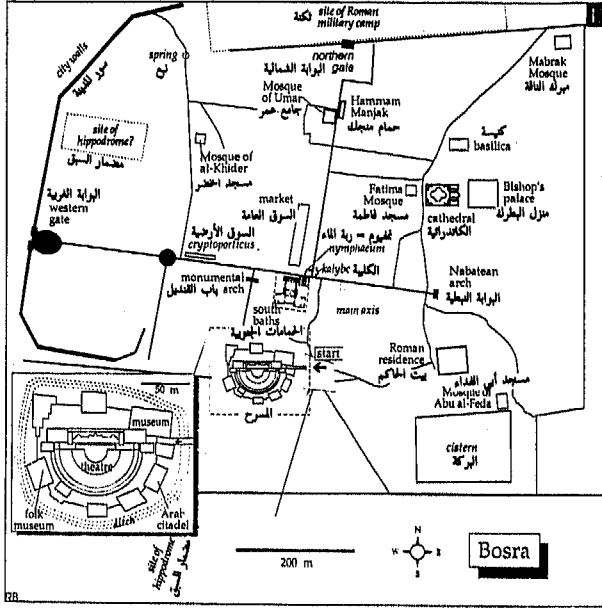 site of Roman
military camp
ثكنة
city walls
سور المدينة
spring
northern
gate
البوابة الشمالية
Mabrak
Mosque
مبرك الناقة
Mosque
of Umar
جامع عمر
Hammam
Manjak
حمام منجك
site of
hippodrome?
مضمار السبق
Mosque of
al-Khider
مسجد الخضر
كنيسة
basilica
البوابة الغربية
western
gate
market
السوق العامة
السوق الأرضية
cryptoporticus
Fatima
Mosque
مسجد فاطمة
cathedral
الكاتدرائية
Bishop's
palace
منزل البطرك
nymphaeum
kalybe
الكليبة
monumental
arch
باب القنديل
Nabatean
arch
البوابة النبطية
south
baths
الحمامات الجنوبية
main axis
start
المسرح
Roman
residence
بيت الحاكم
مسجد أبي الفداء
Mosque of
Abu al-Feda
cistern
البركة
50 m
museum
theatre
folk
museum
ditch
Arab
citadel
site of
hippodrome
مضمار السبق
200 m
N
W
E
S
Bosra
RB